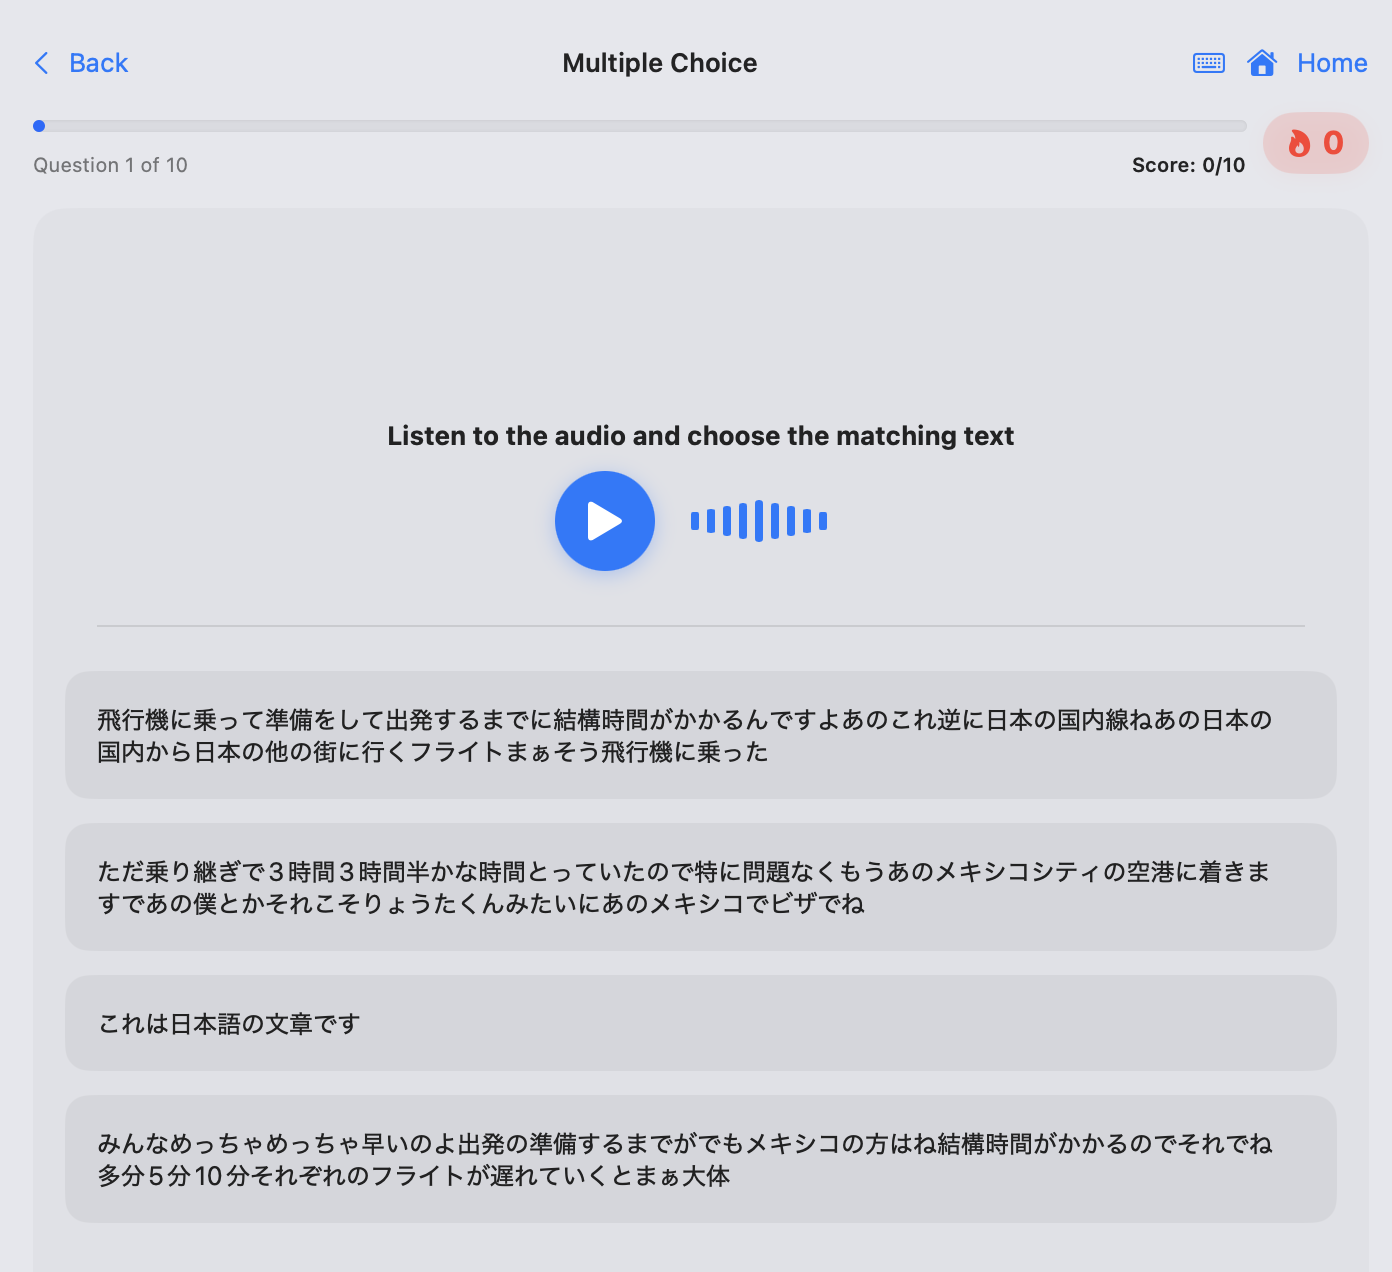 Back
Multiple Choice
Home
0
Question 1 of 10
Score: 0/10
Listen to the audio and choose the matching text
飛行機に乗って準備をして出発するまでに結構時間がかかるんですよあのこれ逆に日本の国内線ねあの日本の
国内から日本の他の街に行くフライトまぁそう飛行機に乗った
ただ乗り継ぎで3時間3時間半かな時間とっていたので特に問題なくもうあのメキシコシティの空港に着きま
すであの僕とかそれこそりょうたくんみたいにあのメキシコでビザでね
これは日本語の文章です
みんなめっちゃめっちゃ早いのよ出発の準備するまでがでもメキシコの方はね結構時間がかかるのでそれでね
多分5分10分それぞれのフライトが遅れていくとまぁ大体